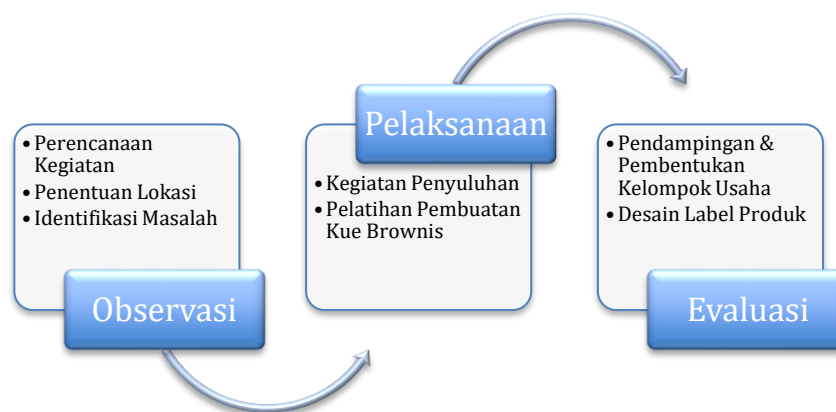 • Perencanaan
Kegiatan
• Penentuan Lokasi
• Identifikasi Masalah
Observasi
Pelaksanaan
• Kegiatan Penyuluhan
• Pelatihan Pembuatan
Kue Brownis
• Pendampingan &
Pembentukan
Kelompok Usaha
• Desain Label Produk
Evaluasi